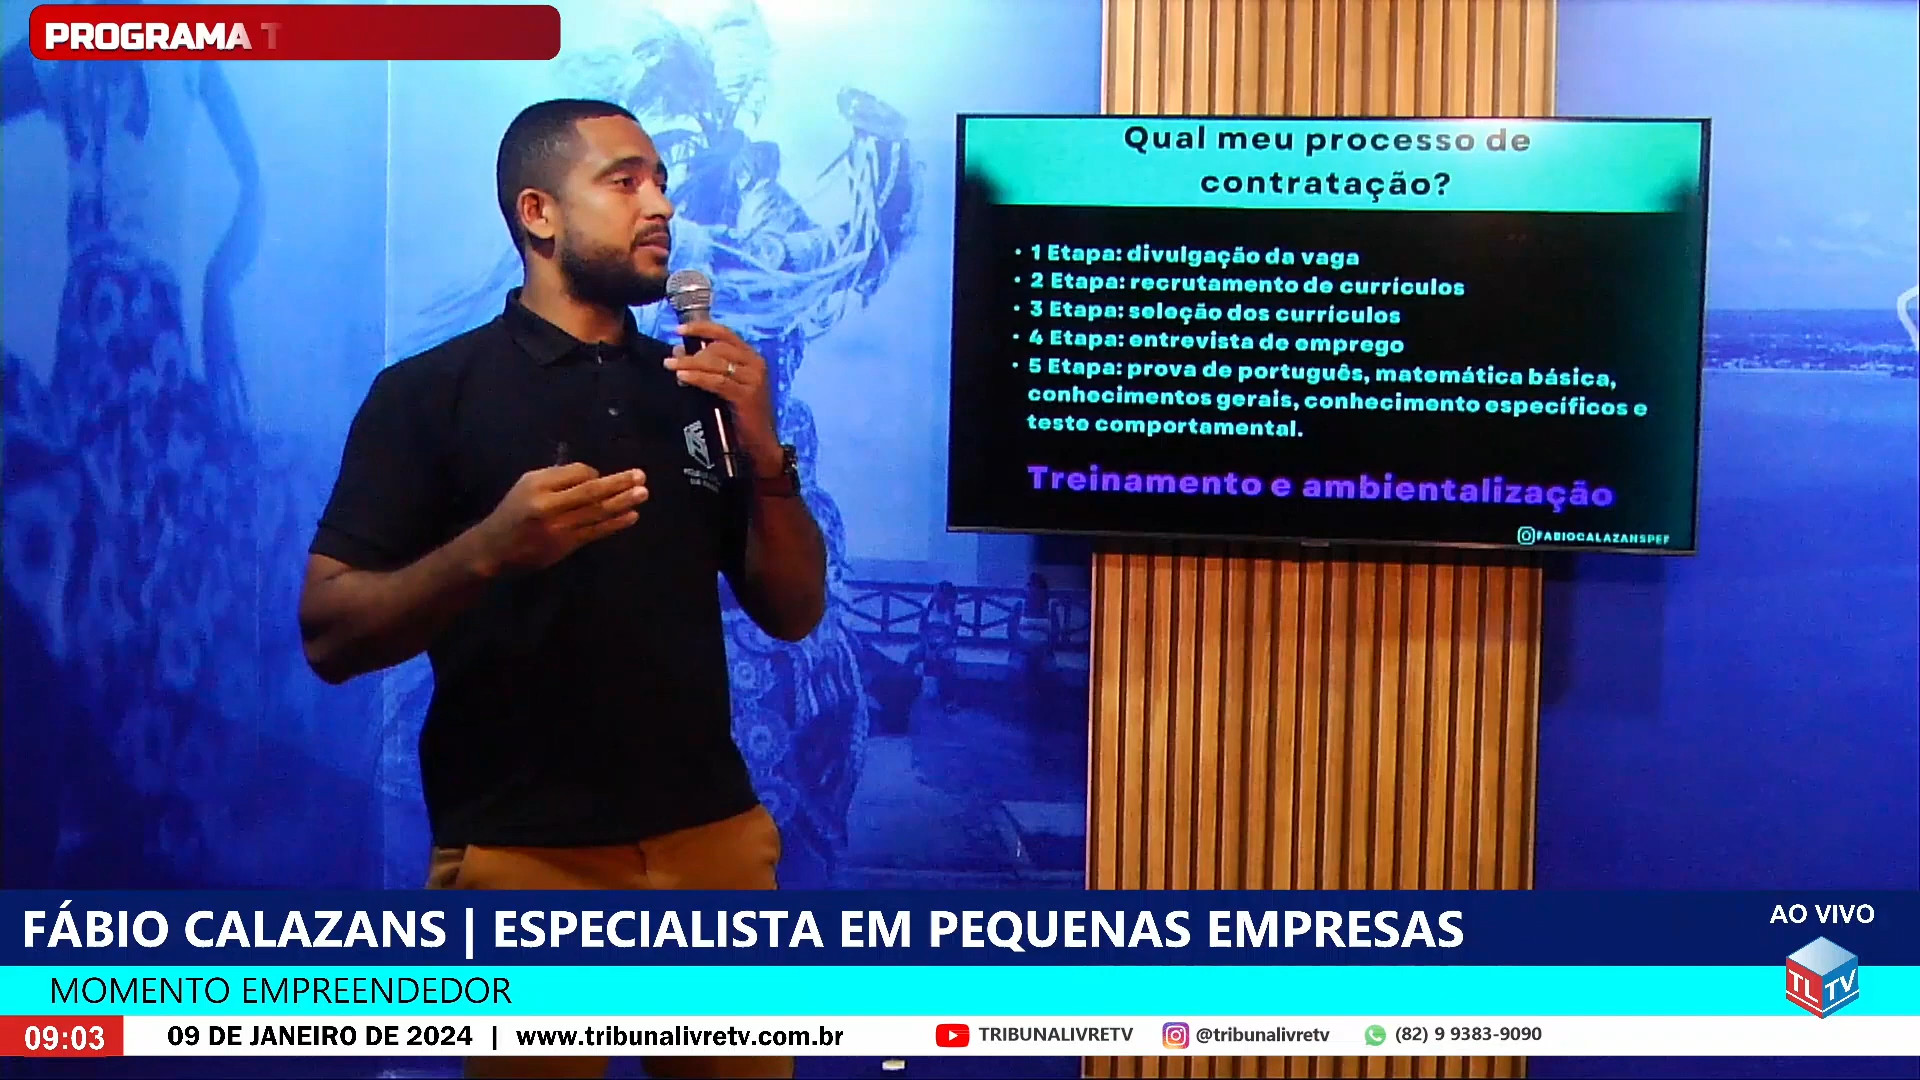 PROGRAMA T
Qual meu processo de
contratação?
• 1 Etapa: divulgação da vaga
• 2 Etapa: recrutamento de currículos
• 3 Etapa: seleção dos currículos
• 4 Etapa: entrevista de emprego
• 5 Etapa: prova de português, matemática básica,
conhecimentos gerais, conhecimento específicos e
teste comportamental.
Treinamento e ambientalização
FABIOCALAZANSPEF
FÁBIO CALAZANS | ESPECIALISTA EM PEQUENAS EMPRESAS
AO VIVO
MOMENTO EMPREENDEDOR
TL TV
09:03
09 DE JANEIRO DE 2024 | www.tribunalivretv.com.br
TRIBUNALIVRETV
@tribunalivretv
(82) 9 9383-9090